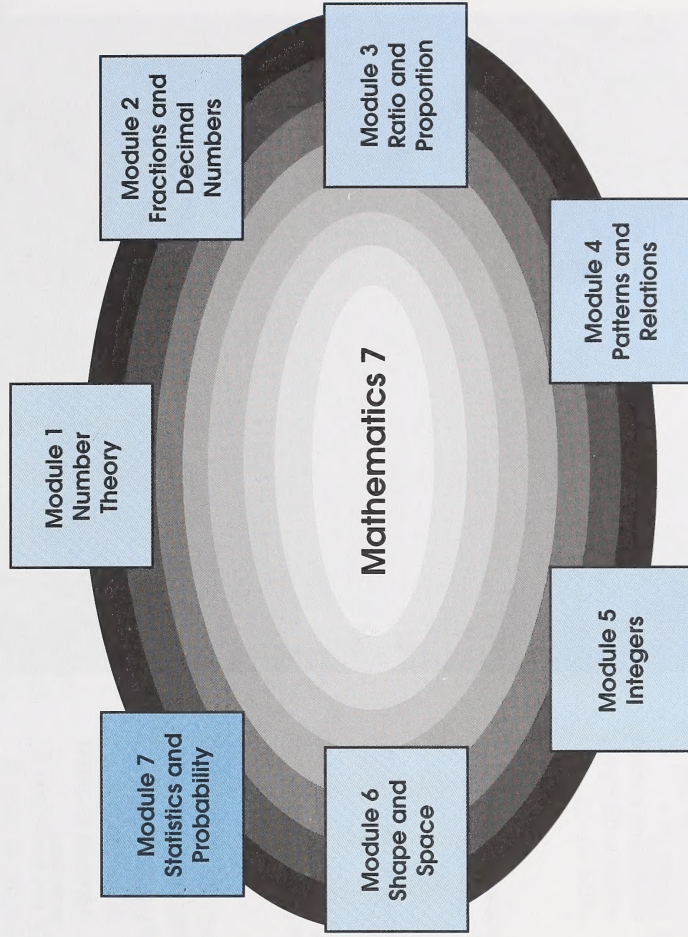 Mathematics 7
Module 1
Number
Theory
Module 2
Fractions and
Decimal
Numbers
Module 3
Ratio and
Proportion
Module 4
Patterns and
Relations
Module 5
Integers
Module 6
Shape and
Space
Module 7
Statistics and
Probability